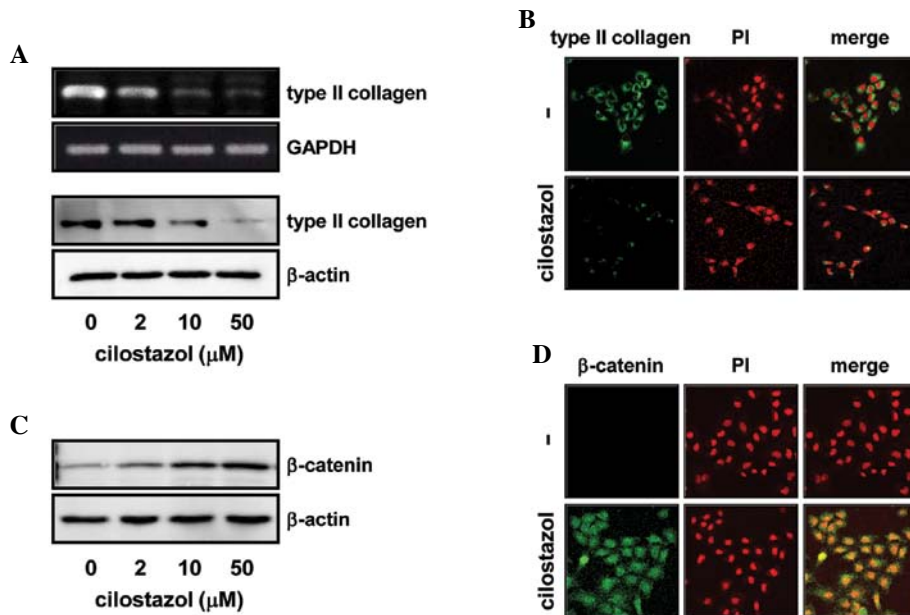 A
type II collagen
GAPDH
type II collagen
β-actin
0 2 10 50
cilostazol (μM)
B
type II collagen PI merge
–
cilostazol
C
β-catenin
β-actin
0 2 10 50
cilostazol (μM)
D
β-catenin PI merge
–
cilostazol